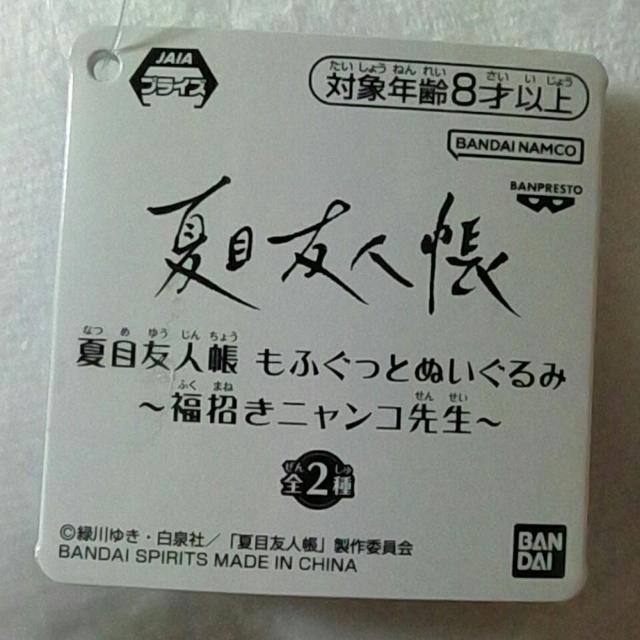 JAIA
プライズ
たいしょうねんれい さいいじょう
対象年齢8才以上
BANDAI NAMCO
BANPRESTO
夏目友人帳
なつめゆうじんちょう
夏目友人帳 もふぐっとぬいぐるみ
ふくまね せんせい
～福招きニャンコ先生～
ぜん しゅ
全2種
©緑川ゆき・白泉社/「夏目友人帳」製作委員会
BANDAI SPIRITS MADE IN CHINA
BAN
DAI